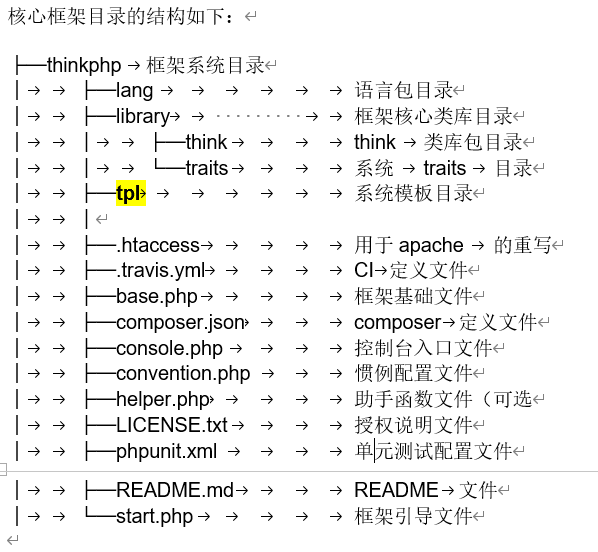 核心框架目录的结构如下：
├──thinkphp 框架系统目录
│ ├──lang 语言包目录
│ ├──library 框架核心类库目录
│ │ ├──think think 类库包目录
│ │ └──traits 系统 traits 目录
│ ├──tpl 系统模板目录
│ │
│ ├──.htaccess 用于 apache 的重写
│ ├──.travis.yml CI 定义文件
│ ├──base.php 框架基础文件
│ ├──composer.json composer 定义文件
│ ├──console.php 控制台入口文件
│ ├──convention.php 惯例配置文件
│ ├──helper.php 助手函数文件（可选
│ ├──LICENSE.txt 授权说明文件
│ ├──phpunit.xml 单元测试配置文件
│ ├──README.md README 文件
│ └──start.php 框架引导文件